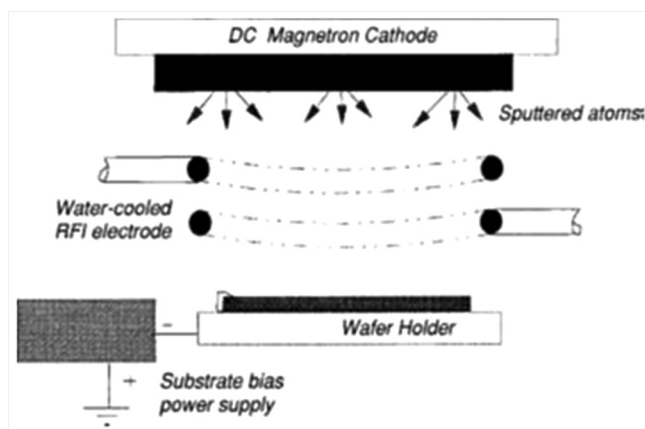 DC Magnetron Cathode
Sputtered atoms
Water-cooled
RFI electrode
Wafer Holder
−
+
Substrate bias
power supply